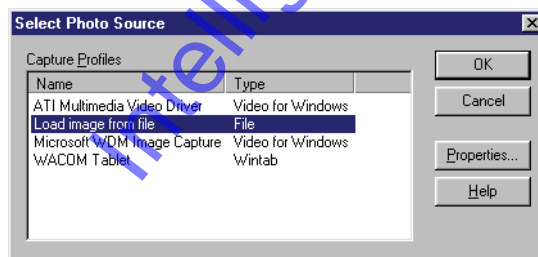 Select Photo Source
Capture Profiles
Name Type
ATI Multimedia Video Driver Video for Windows
Load image from file File
Microsoft WDM Image Capture Video for Windows
WACOM Tablet Wintab
OK
Cancel
Properties...
Help